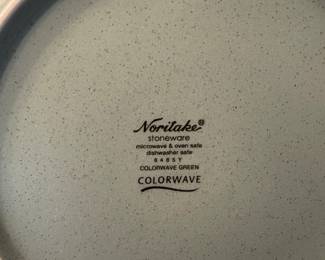 Noritake®
stoneware
microwave & oven safe
dishwasher safe
8485Y
COLORWAVE GREEN
COLORWAVE